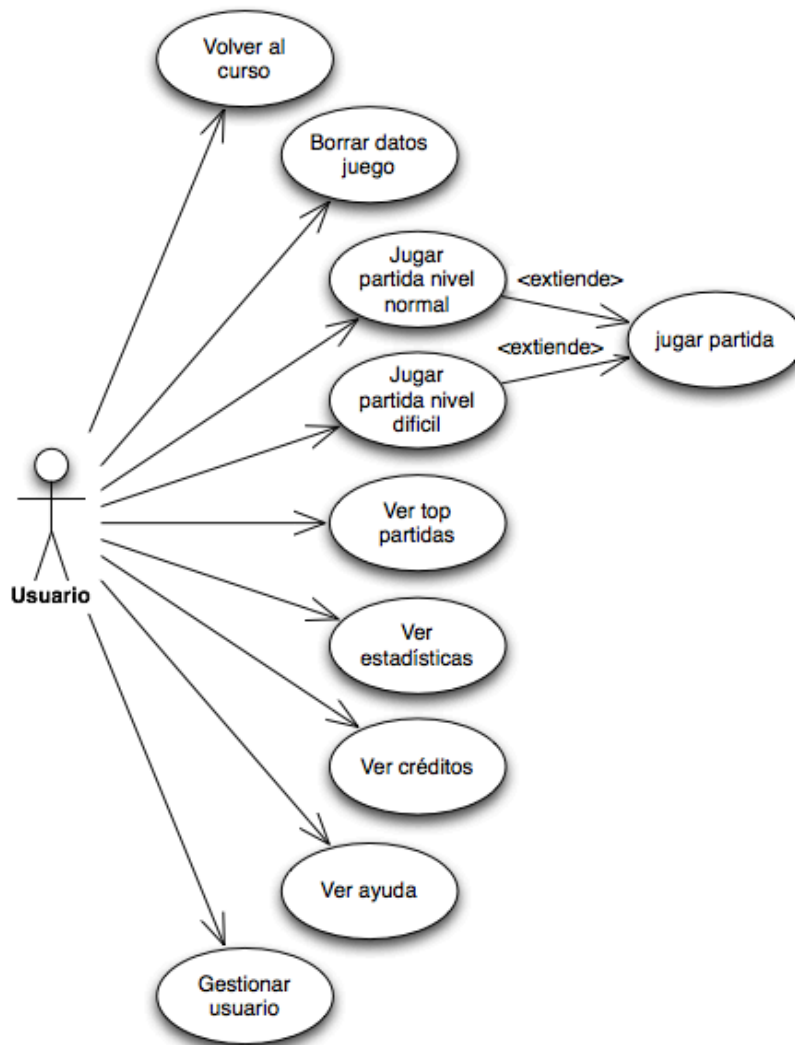 Volver al
curso
Borrar datos
juego
Jugar
partida nivel
normal
<extiende>
jugar partida
<extiende>
Jugar
partida nivel
dificil
Ver top
partidas
Usuario
Ver
estadísticas
Ver créditos
Ver ayuda
Gestionar
usuario